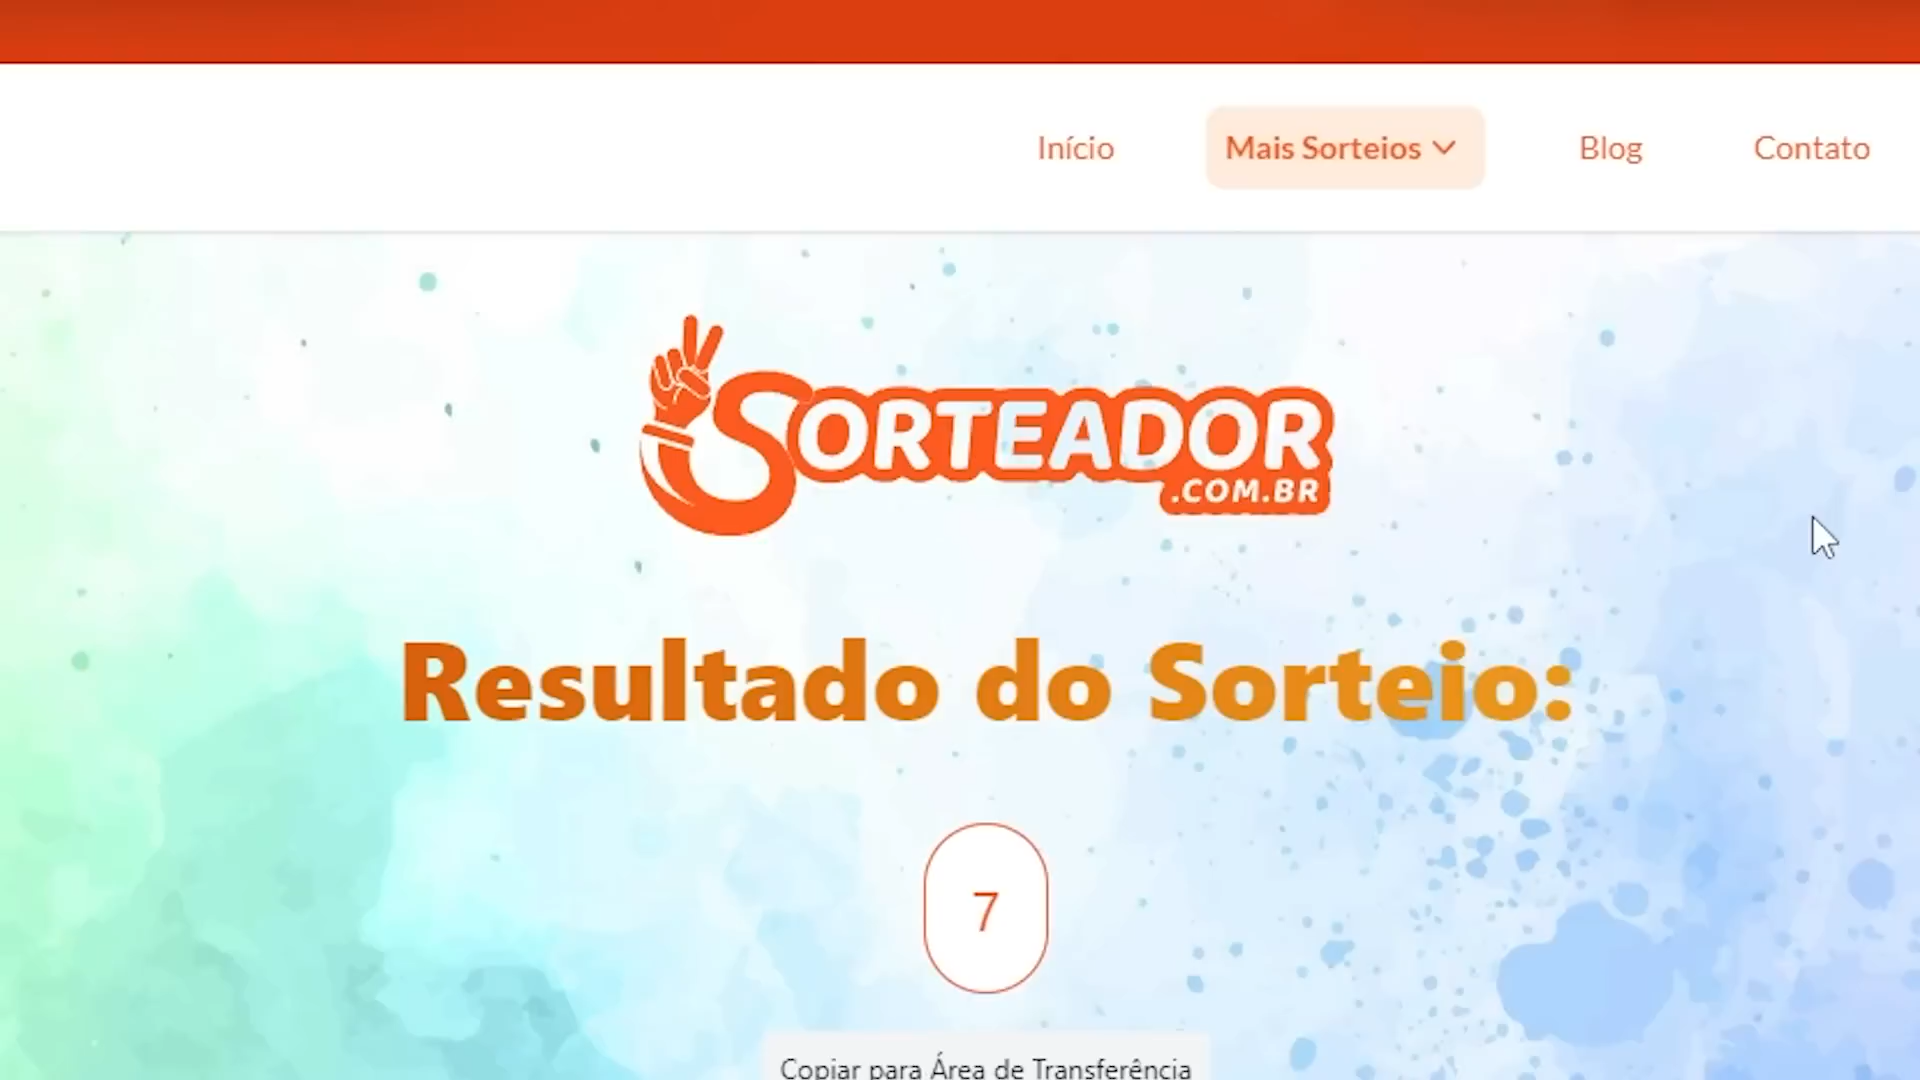 Início
Mais Sorteios
Blog
Contato
SORTEADOR
.COM.BR
Resultado do Sorteio:
7
Copiar para Área de Transferência